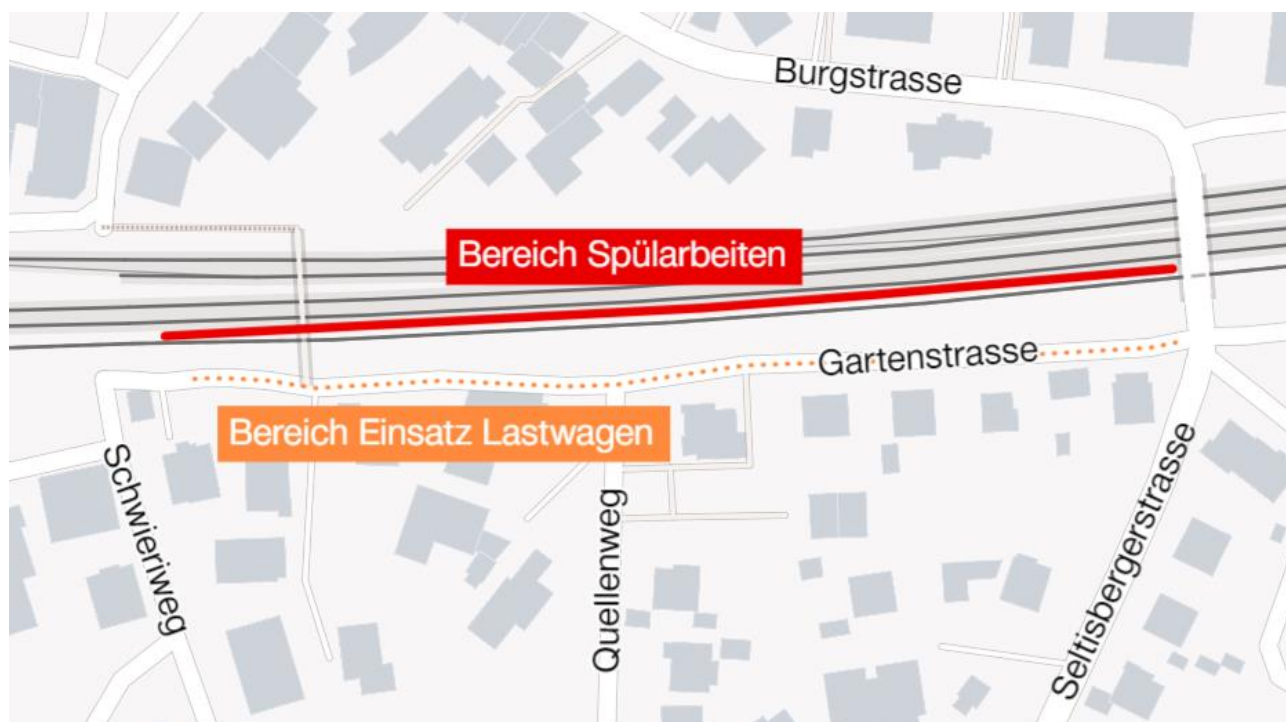 Burgstrasse
Bereich Spülarbeiten
Gartenstrasse
Bereich Einsatz Lastwagen
Schwieriweg
Quellenweg
Seltisbergerstrasse